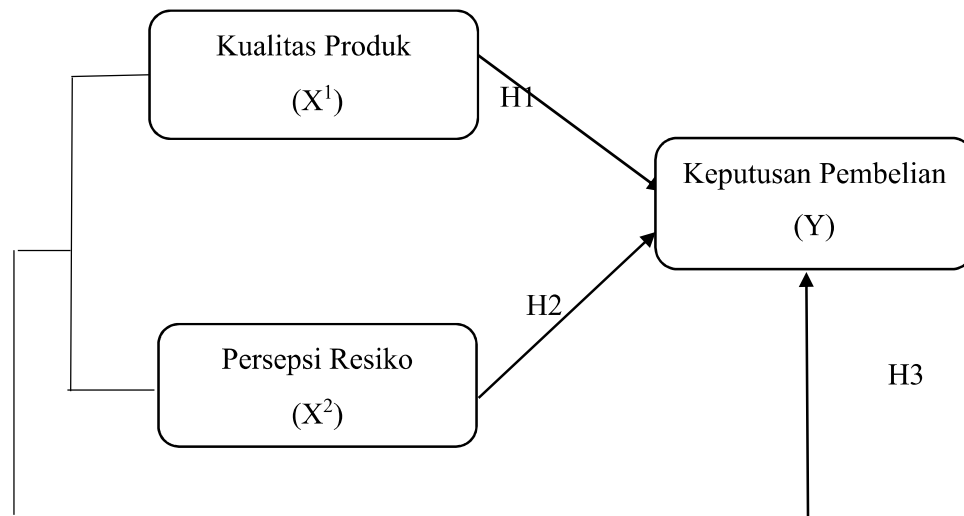 Kualitas Produk
(X¹)
H1
Keputusan Pembelian
(Y)
H2
Persepsi Resiko
(X²)
H3